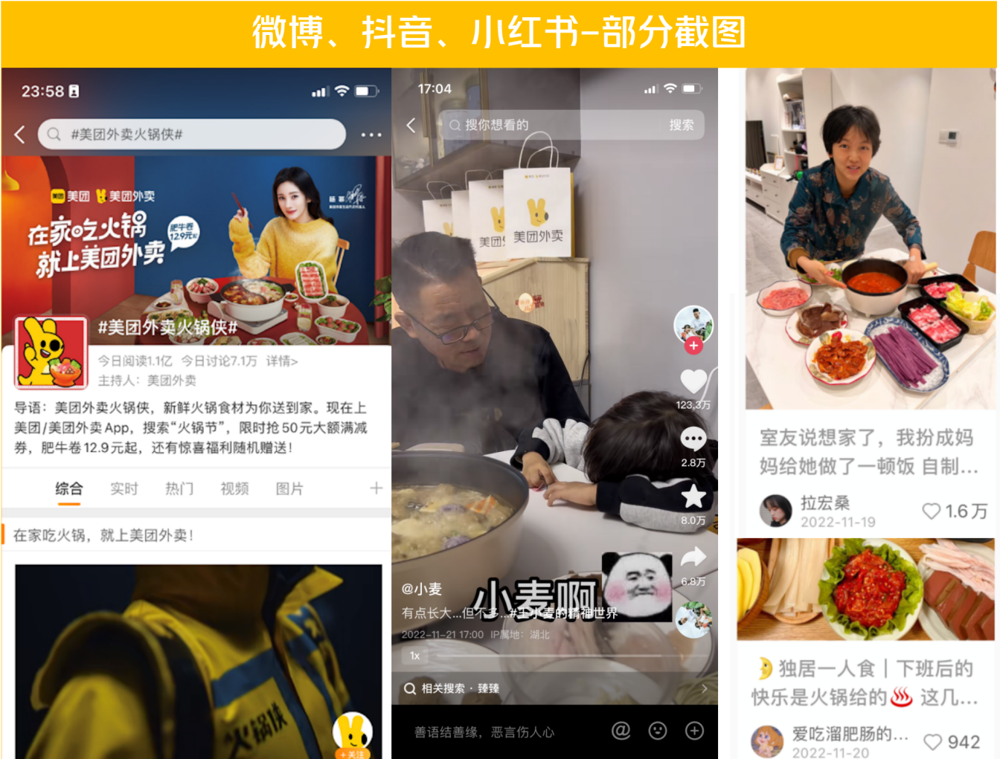 微博、抖音、小红书-部分截图
23:58
#美团外卖火锅侠#
美团 美团外卖
在家吃火锅
就上美团外卖
肥牛卷
12.9元起
杨幂
#美团外卖火锅侠#
今日阅读1.1亿 今日讨论7.1万 详情>
主持人：美团外卖
导语：美团外卖火锅侠，新鲜火锅食材为你送到家。现在上
美团/美团外卖App，搜索“火锅节”，限时抢50元大额满减
券，肥牛卷12.9元起，还有惊喜福利随机赠送！
综合 实时 热门 视频 图片 +
在家吃火锅，就上美团外卖！
火锅侠
+关注
17:04
搜你想看的 搜索
美团外卖
美团外卖
123.3万
2.8万
8.0万
6.8万
小麦啊
@小麦
有点长大...但不多...#王小麦的精神世界
2022-11-21 17:00 IP属地：湖北
1x
相关搜索 · 臻臻
善语结善缘，恶言伤人心
室友说想家了，我扮成妈
妈给她做了一顿饭 自制...
拉宏桑
2022-11-19
1.6万
🌛独居一人食｜下班后的
快乐是火锅给的♨️ 这几...
爱吃溜肥肠的...
2022-11-20
942